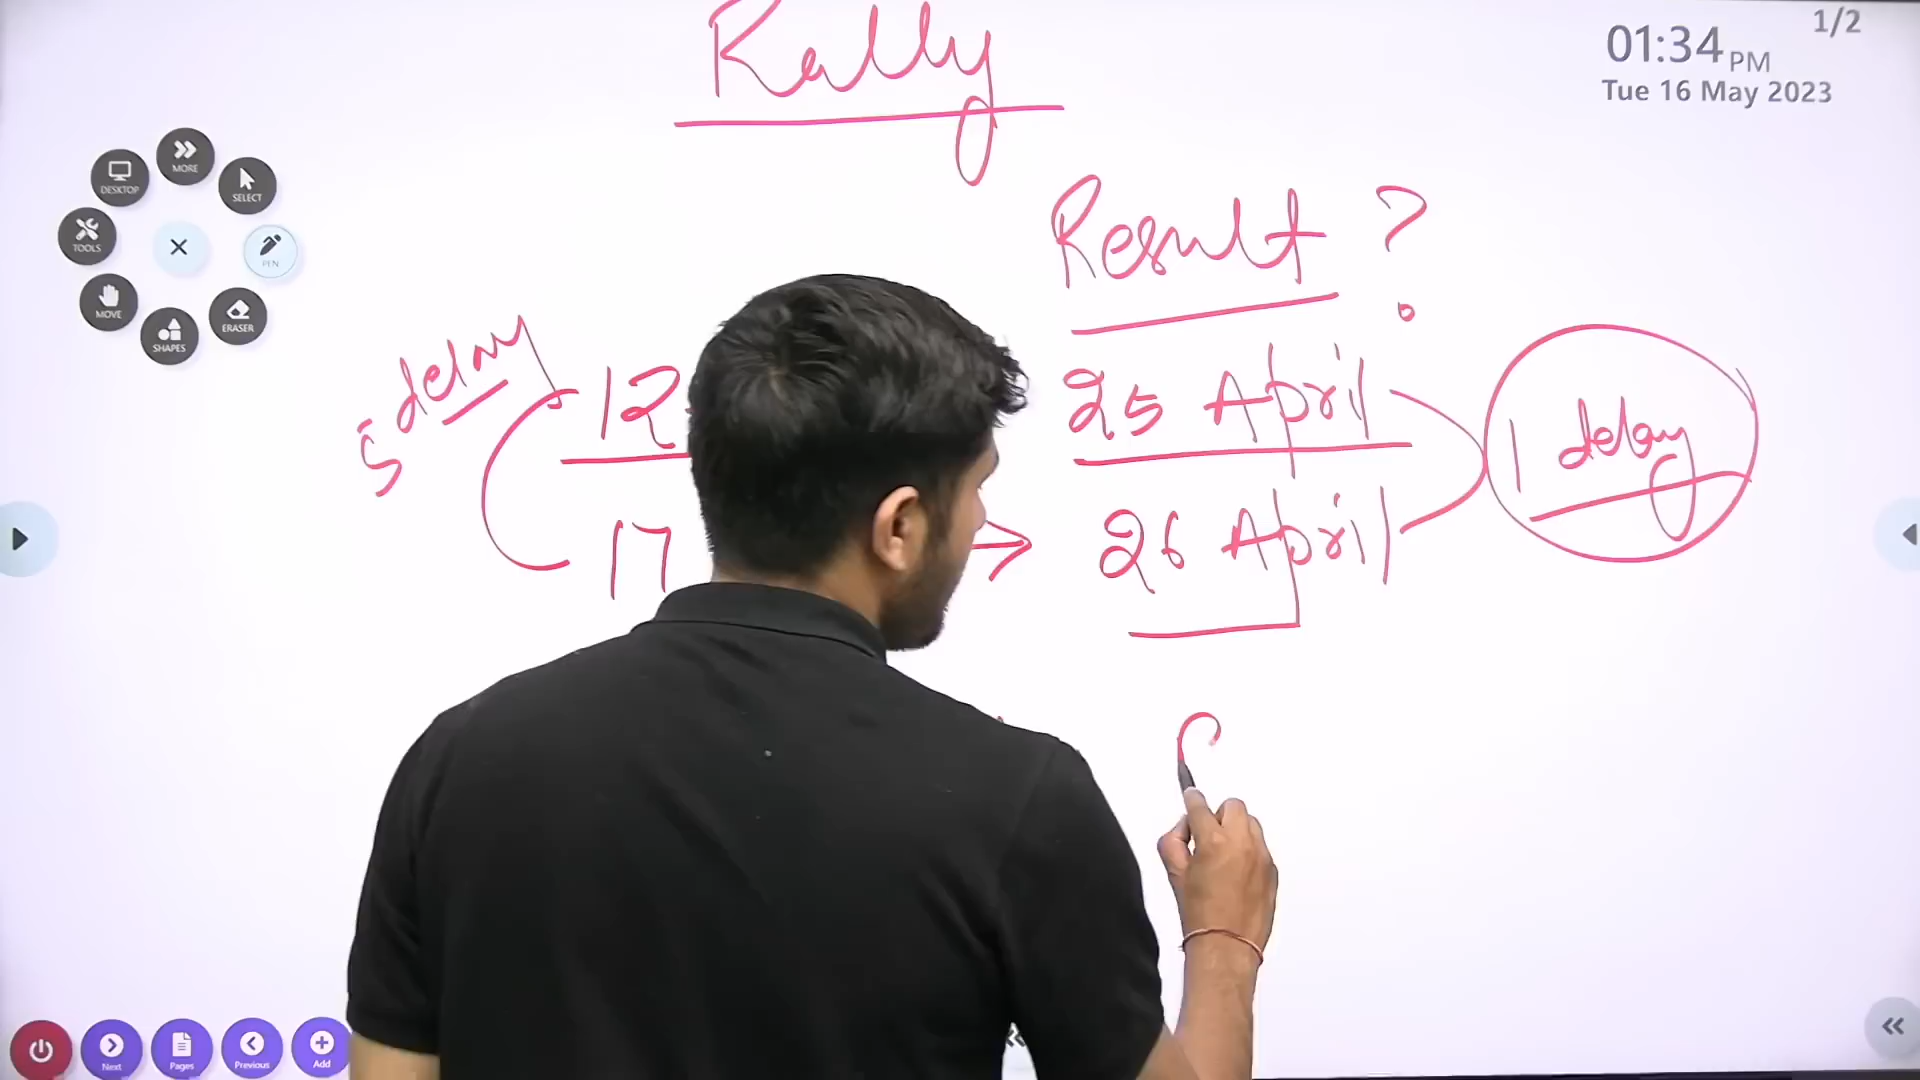 Rally
01:34 PM
1/2
Tue 16 May 2023
MORE
DESKTOP
SELECT
TOOLS
PEN
MOVE
ERASER
SHAPES
Result ?
5 delay
12
25 April
1 delay
17
→ 26 April
Next
Pages
Previous
Add